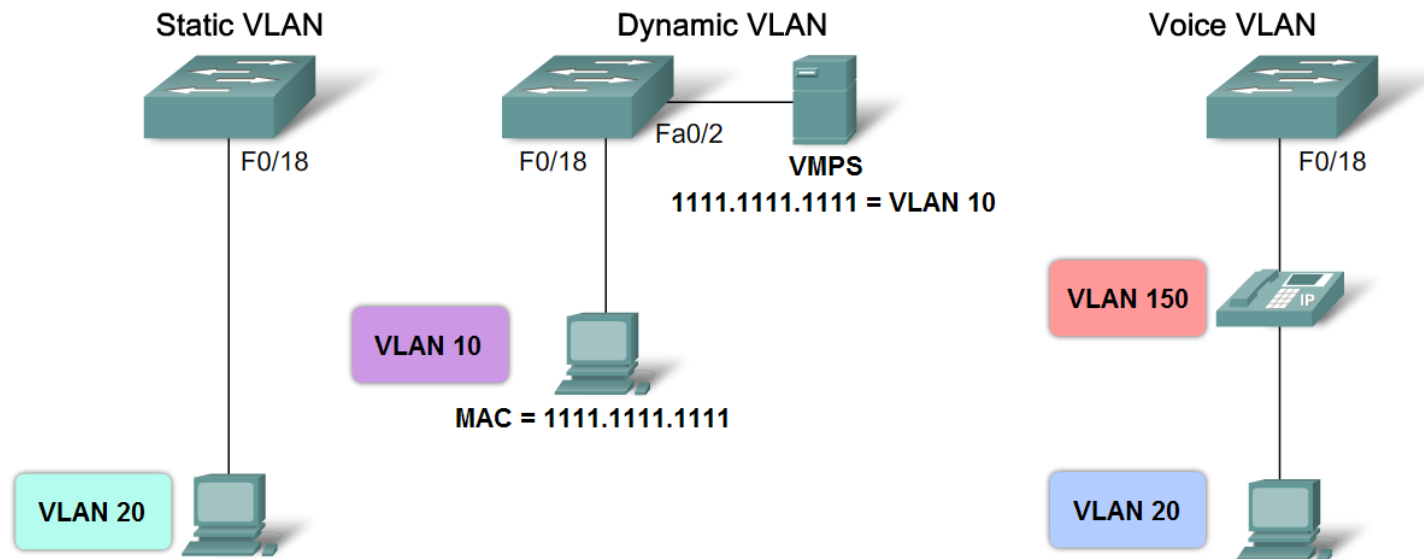 Static VLAN
F0/18
VLAN 20
Dynamic VLAN
Fa0/2
F0/18
VMPS
1111.1111.1111 = VLAN 10
VLAN 10
MAC = 1111.1111.1111
Voice VLAN
F0/18
VLAN 150
IP
VLAN 20